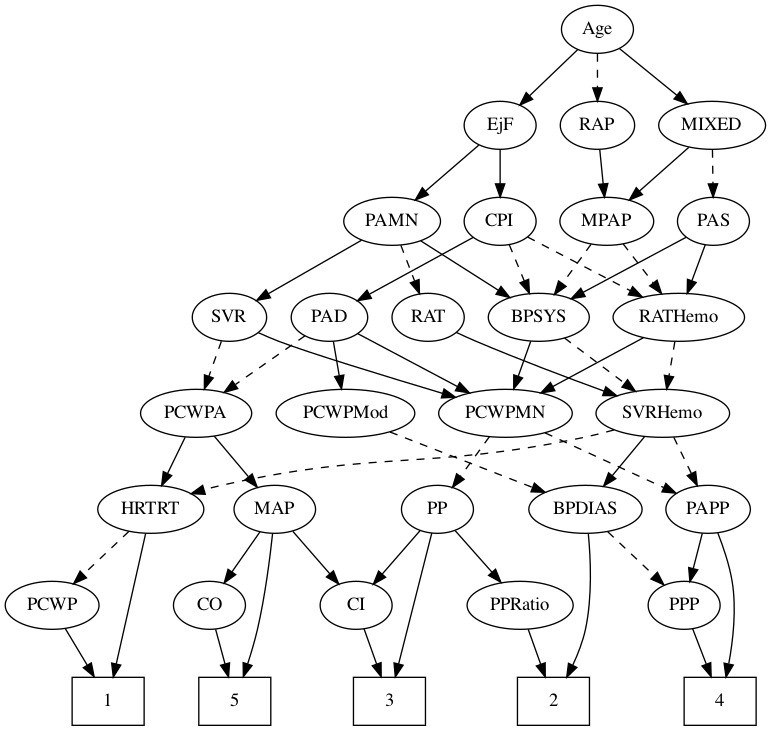 Age
EjF
RAP
MIXED
PAMN
CPI
MPAP
PAS
SVR
PAD
RAT
BPSYS
RATHemo
PCWPA
PCWPMod
PCWPMN
SVRHemo
HRTRT
MAP
PP
BPDIAS
PAPP
PCWP
CO
CI
PPRatio
PPP
1
5
3
2
4